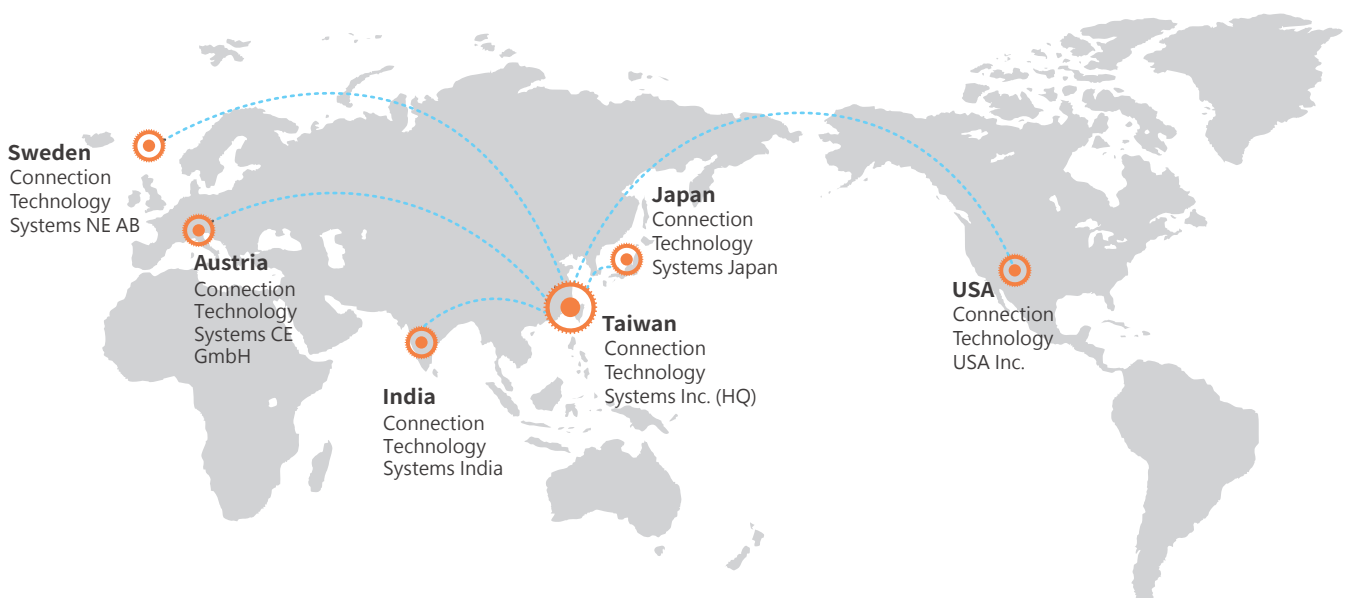 Sweden
Connection
Technology
Systems NE AB
Austria
Connection
Technology
Systems CE
GmbH
India
Connection
Technology
Systems India
Japan
Connection
Technology
Systems Japan
Taiwan
Connection
Technology
Systems Inc. (HQ)
USA
Connection
Technology
USA Inc.